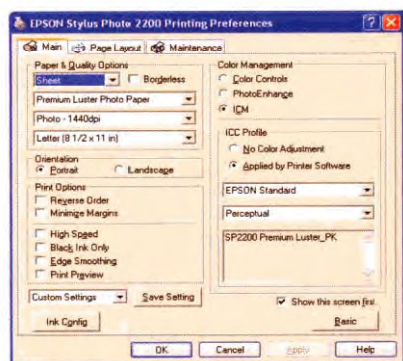 EPSON Stylus Photo 2200 Printing Preferences
Main
Page Layout
Maintenance
Paper & Quality Options
Sheet
Borderless
Premium Luster Photo Paper
Photo - 1440dpi
Letter (8 1/2 x 11 in)
Orientation
Portrait
Landscape
Print Options
Reverse Order
Minimize Margins
High Speed
Black Ink Only
Edge Smoothing
Print Preview
Custom Settings
Save Setting
Ink Config
Color Management
Color Controls
PhotoEnhance
ICM
ICC Profile
No Color Adjustment
Applied by Printer Software
EPSON Standard
Perceptual
SP2200 Premium Luster_PK
Show this screen first
Basic
OK
Cancel
Apply
Help